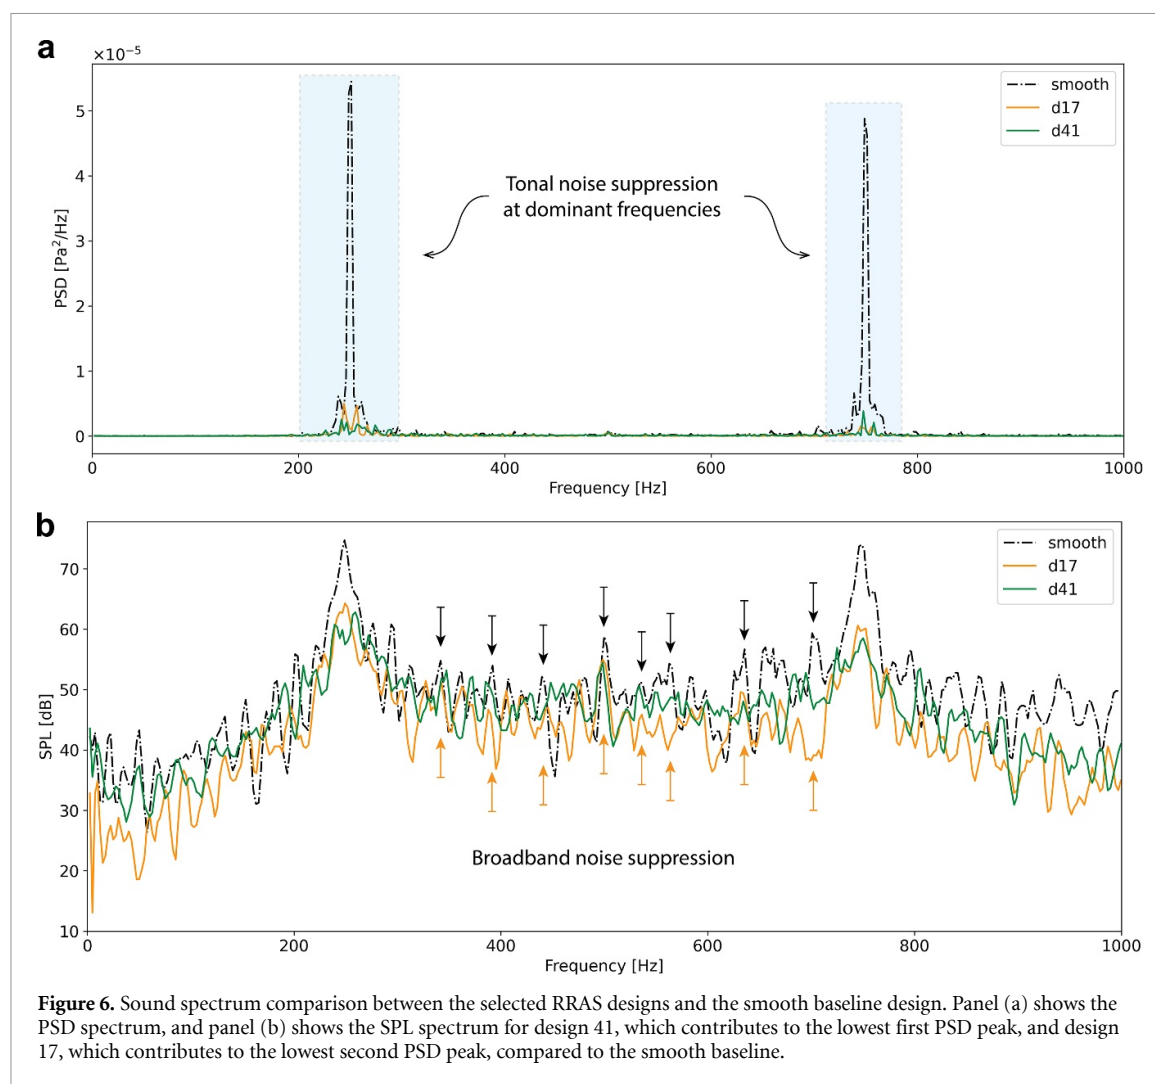 a
×10⁻⁵
5
4
3
2
1
0
PSD [Pa²/Hz]
smooth
d17
d41
Tonal noise suppression
at dominant frequencies
0 200 400 600 800 1000
Frequency [Hz]
b
70
60
50
40
30
20
10
SPL [dB]
smooth
d17
d41
Broadband noise suppression
0 200 400 600 800 1000
Frequency [Hz]
Figure 6. Sound spectrum comparison between the selected RRAS designs and the smooth baseline design. Panel (a) shows the
PSD spectrum, and panel (b) shows the SPL spectrum for design 41, which contributes to the lowest first PSD peak, and design
17, which contributes to the lowest second PSD peak, compared to the smooth baseline.